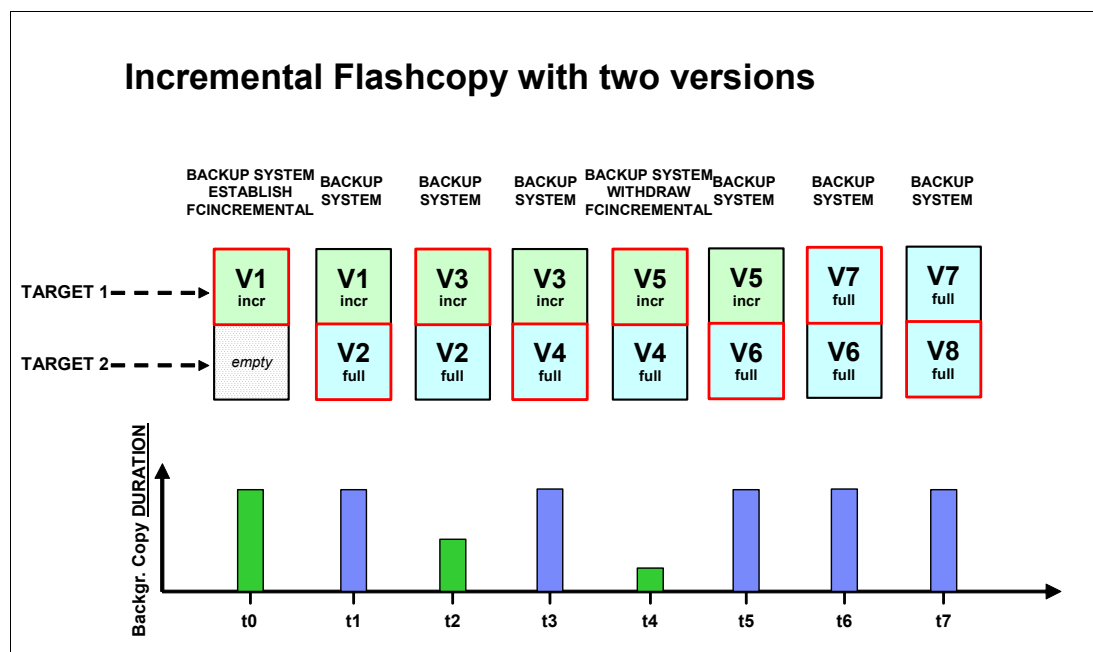 Incremental Flashcopy with two versions
BACKUP SYSTEM
ESTABLISH
FCINCREMENTAL
BACKUP
SYSTEM
BACKUP
SYSTEM
BACKUP
SYSTEM
BACKUP SYSTEM
WITHDRAW
FCINCREMENTAL
BACKUP
SYSTEM
BACKUP
SYSTEM
BACKUP
SYSTEM
TARGET 1
V1
incr
V1
incr
V3
incr
V3
incr
V5
incr
V5
incr
V7
full
V7
full
TARGET 2
empty
V2
full
V2
full
V4
full
V4
full
V6
full
V6
full
V8
full
Backgr. Copy DURATION
t0
t1
t2
t3
t4
t5
t6
t7